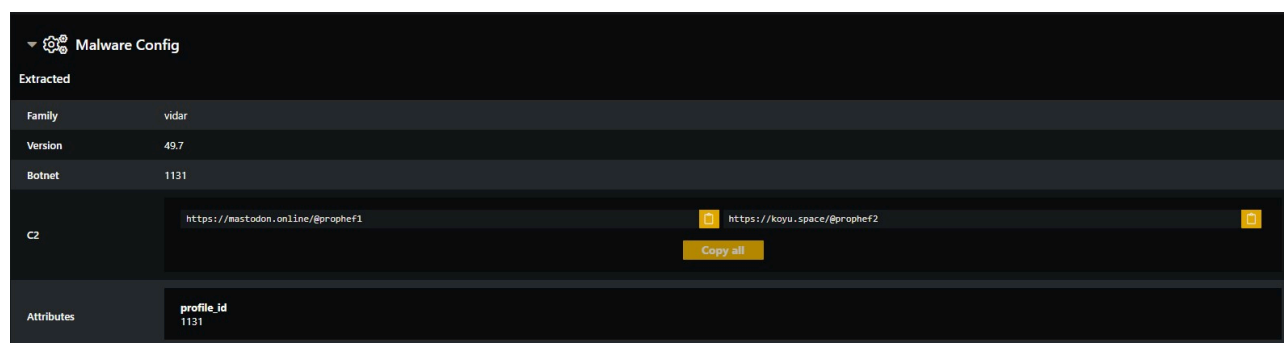 Malware Config
Extracted
Family vidar
Version 49.7
Botnet 1131
C2 https://mastodon.online/@prophef1 https://koyu.space/@prophef2
Copy all
Attributes profile_id
1131